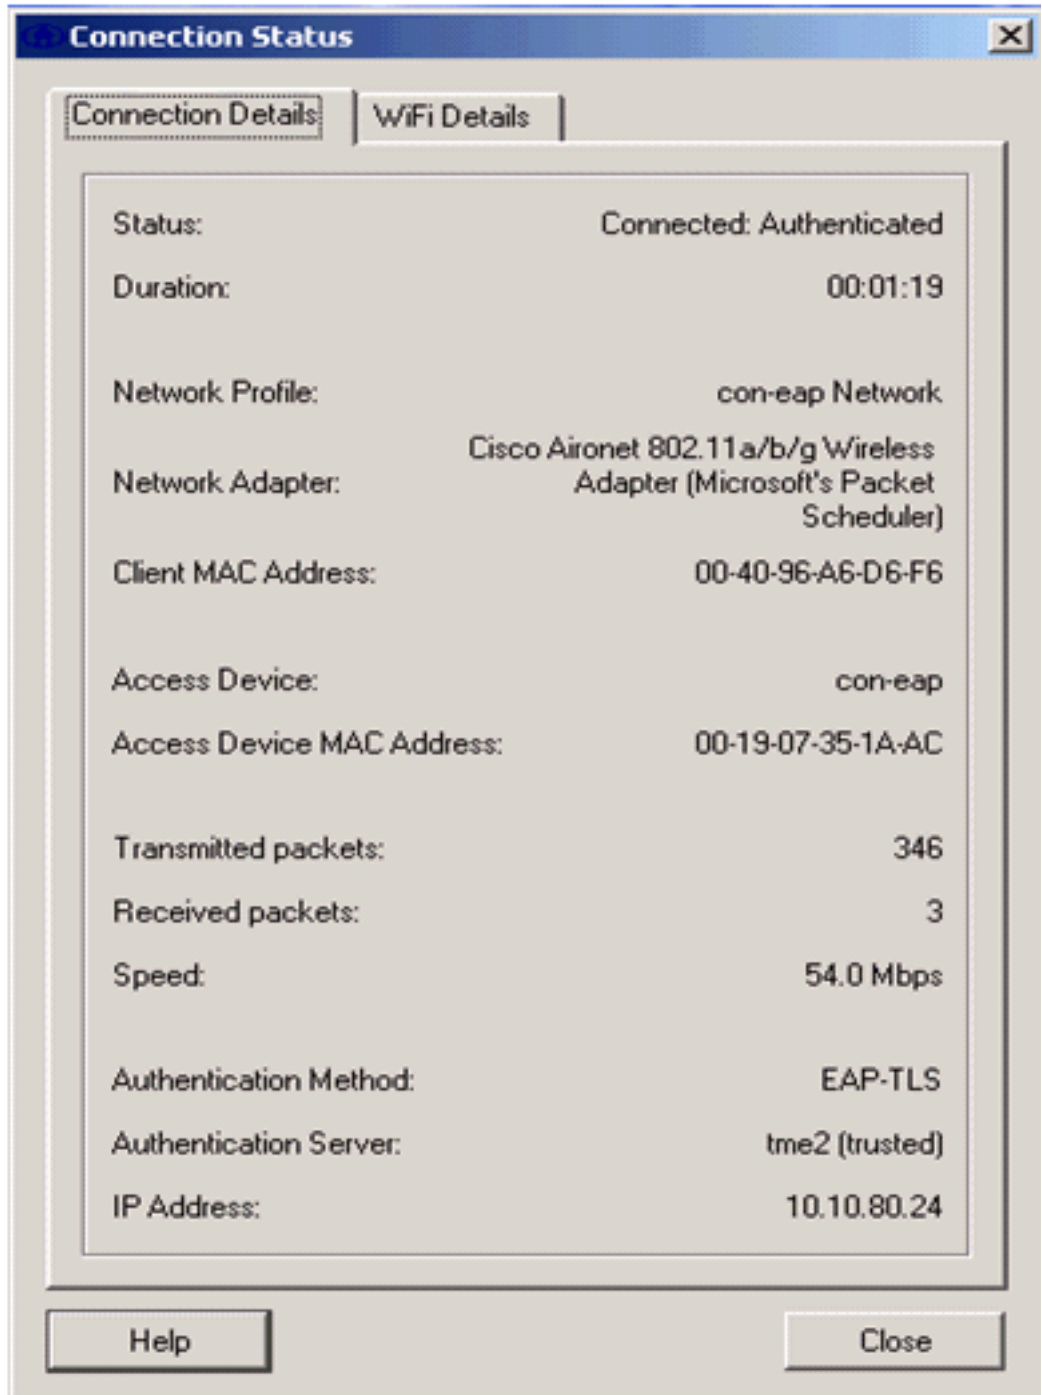 Connection Status
Connection Details WiFi Details
Status: Connected: Authenticated
Duration: 00:01:19
Network Profile: con-eap Network
Network Adapter: Cisco Aironet 802.11a/b/g Wireless
Adapter (Microsoft's Packet
Scheduler)
Client MAC Address: 00-40-96-A6-D6-F6
Access Device: con-eap
Access Device MAC Address: 00-19-07-35-1A-AC
Transmitted packets: 346
Received packets: 3
Speed: 54.0 Mbps
Authentication Method: EAP-TLS
Authentication Server: tme2 (trusted)
IP Address: 10.10.80.24
Help Close